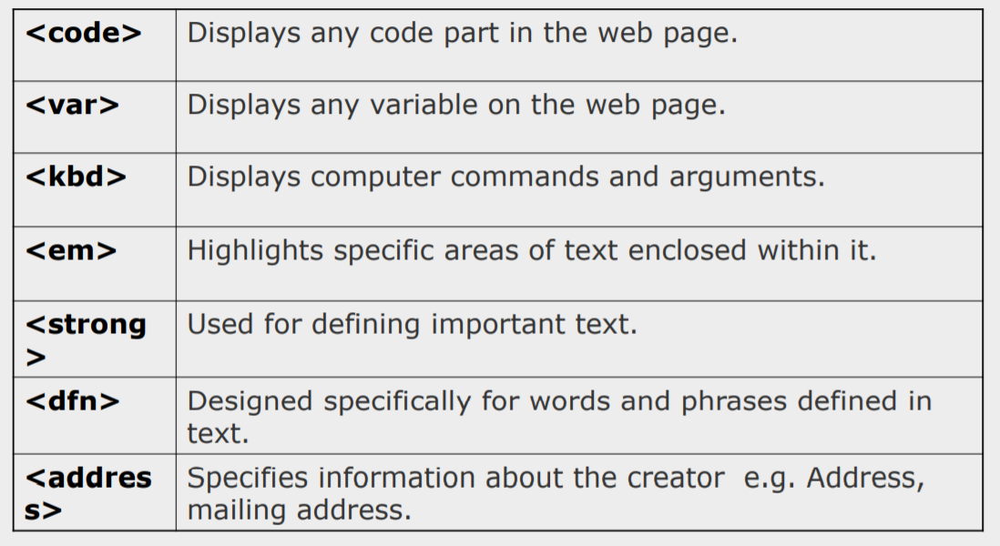 <code> Displays any code part in the web page.
<var> Displays any variable on the web page.
<kbd> Displays computer commands and arguments.
<em> Highlights specific areas of text enclosed within it.
<strong Used for defining important text.
>
<dfn> Designed specifically for words and phrases defined in
text.
<addres Specifies information about the creator e.g. Address,
s> mailing address.